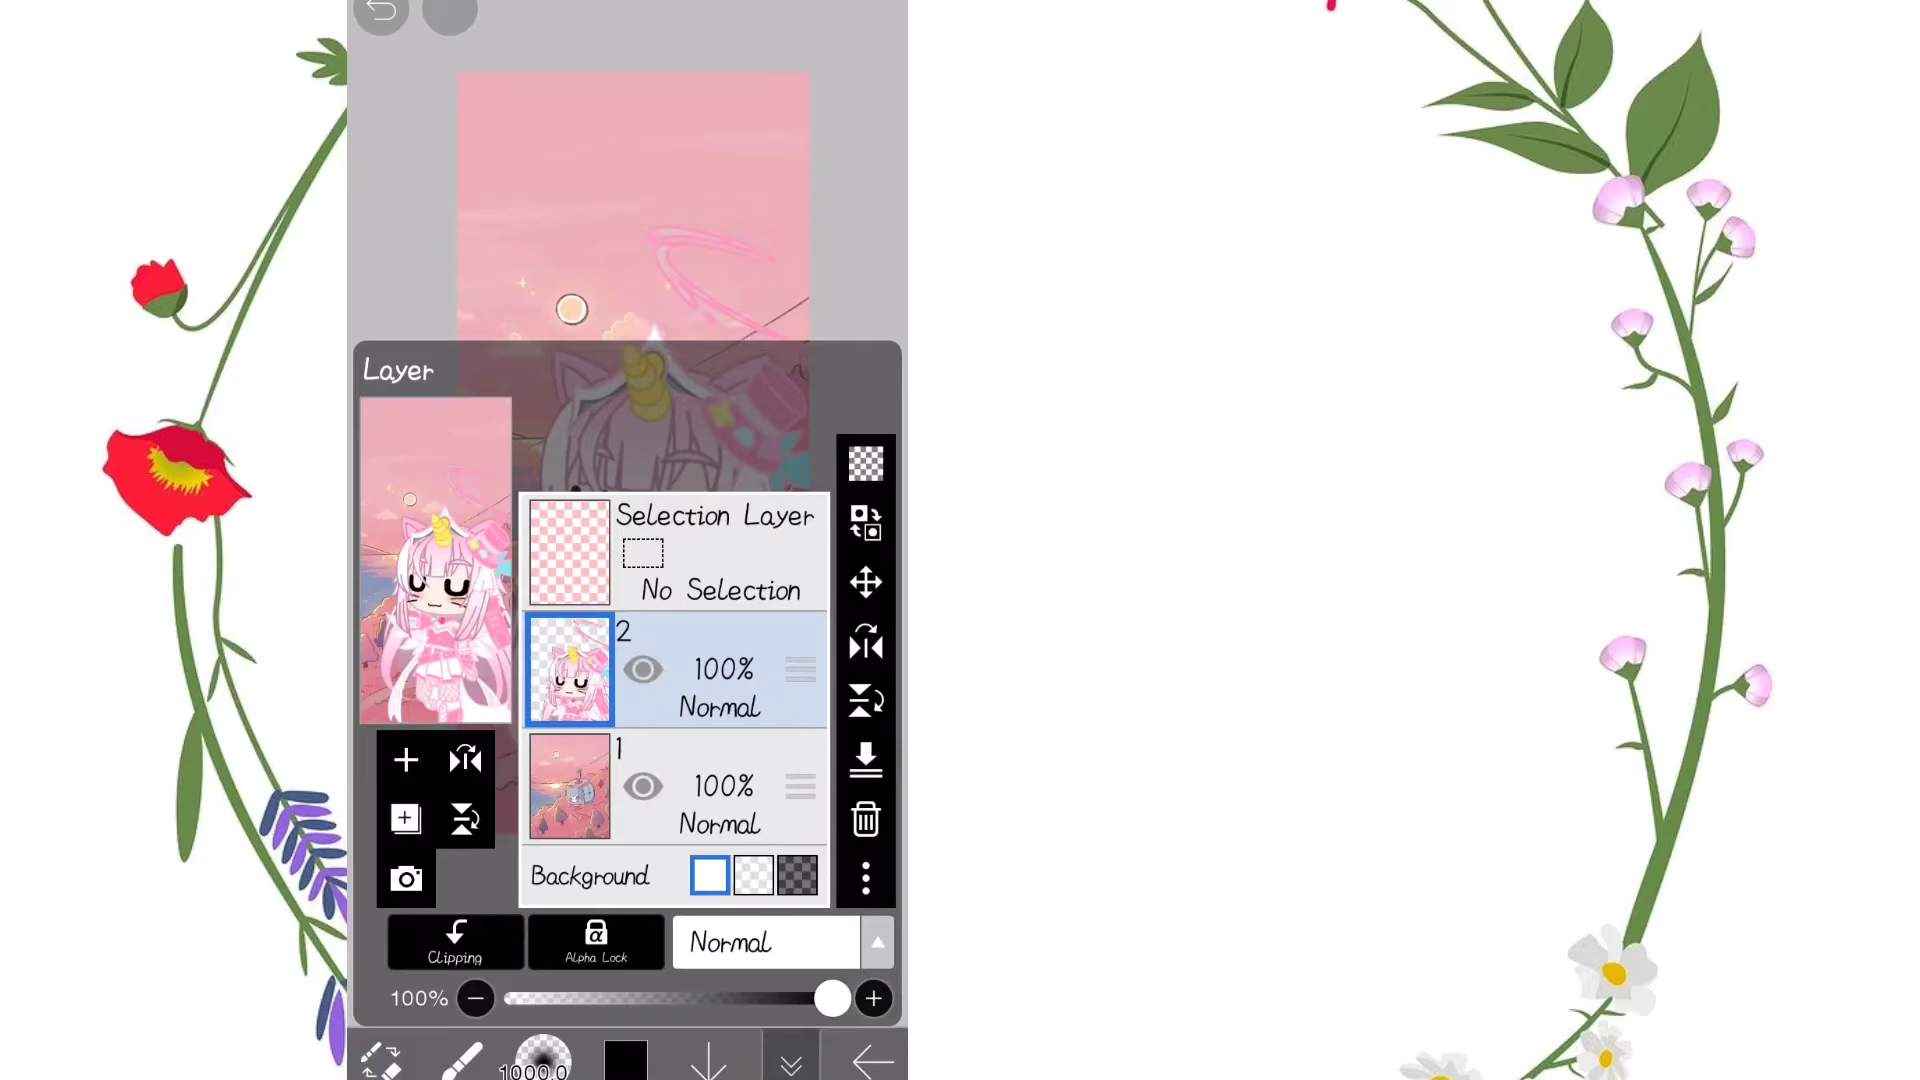 Layer
Selection Layer
No Selection
2
100%
Normal
1
100%
Normal
Background
Clipping
α
Alpha Lock
Normal
100%
1000.0